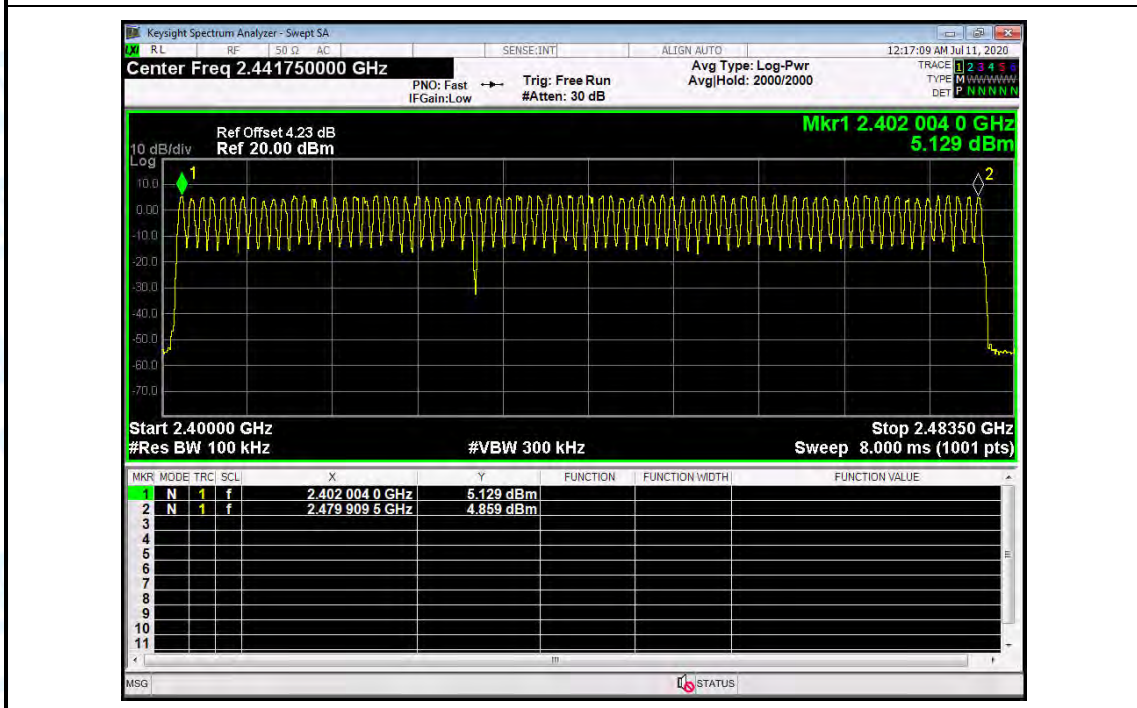 Keysight Spectrum Analyzer - Swept SA
LXI RL RF 50 Ω AC SENSE:INT ALIGN AUTO 12:17:09 AM Jul 11, 2020
Center Freq 2.441750000 GHz Avg Type: Log-Pwr TRACE 1 2 3 4 5 6
PNO: Fast Trig: Free Run Avg|Hold: 2000/2000 TYPE M WWWWW
IFGain:Low #Atten: 30 dB DET P N N N N N
Mkr1 2.402 004 0 GHz
Ref Offset 4.23 dB
10 dB/div Ref 20.00 dBm 5.129 dBm
Log
1
2
10.0
0.00
-10.0
-20.0
-30.0
-40.0
-50.0
-60.0
-70.0
Start 2.40000 GHz Stop 2.48350 GHz
#Res BW 100 kHz #VBW 300 kHz Sweep 8.000 ms (1001 pts)
MKR MODE TRC SCL X Y FUNCTION FUNCTION WIDTH FUNCTION VALUE
1 N 1 f 2.402 004 0 GHz 5.129 dBm
2 N 1 f 2.479 909 5 GHz 4.859 dBm
3
4
5
6
7
8
9
10
11
MSG STATUS